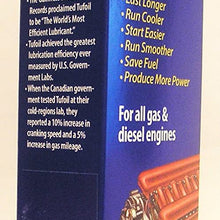 Records proclaimed Tufoil
to be "The World's Most
Efficient Lubricant."
• Tufoil achieved the greatest
lubrication efficiency ever
measured by U.S. Govern-
ment Labs.
• When the Canadian govern-
ment tested Tufoil at their
cold-regions lab, they
reported a 10% increase in
cranking speed and a 5%
increase in gas mileage.
Last Longer
• Run Cooler
• Start Easier
• Run Smoother
• Save Fuel
• Produce More Power
For all gas &
diesel engines